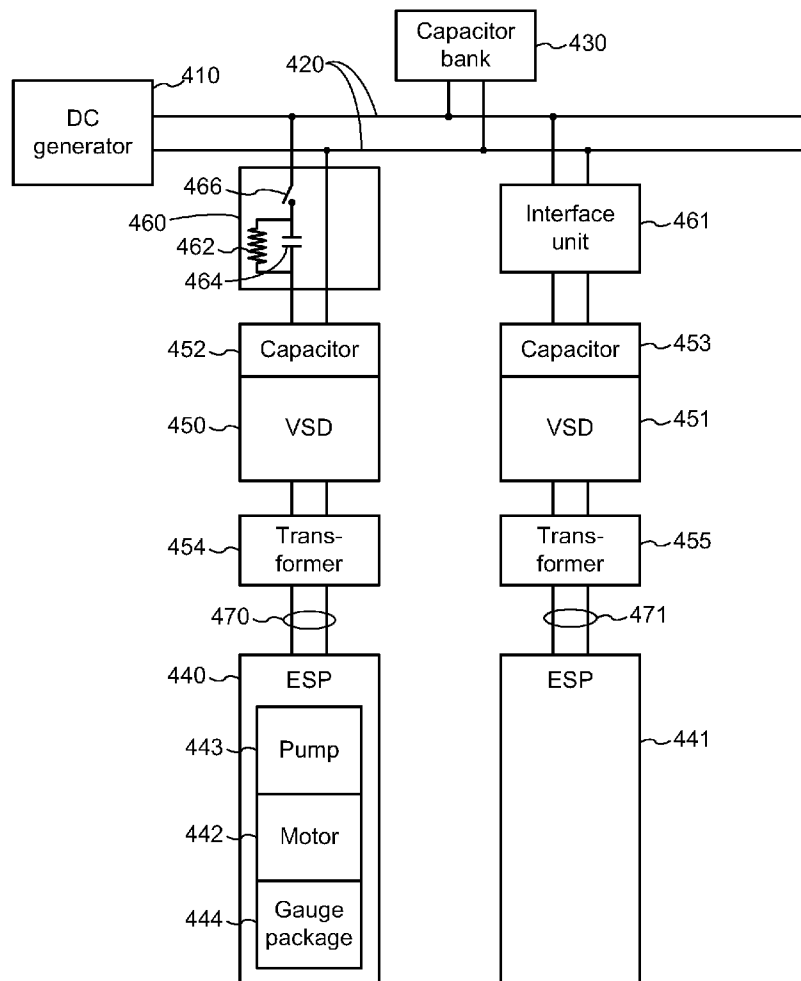 Capacitor
bank
430
410
420
DC
generator
466
460
462
464
Interface
unit
461
452
Capacitor
Capacitor
453
450
VSD
VSD
451
454
Trans-
former
Trans-
former
455
470
471
440
ESP
ESP
443
Pump
441
442
Motor
444
Gauge
package